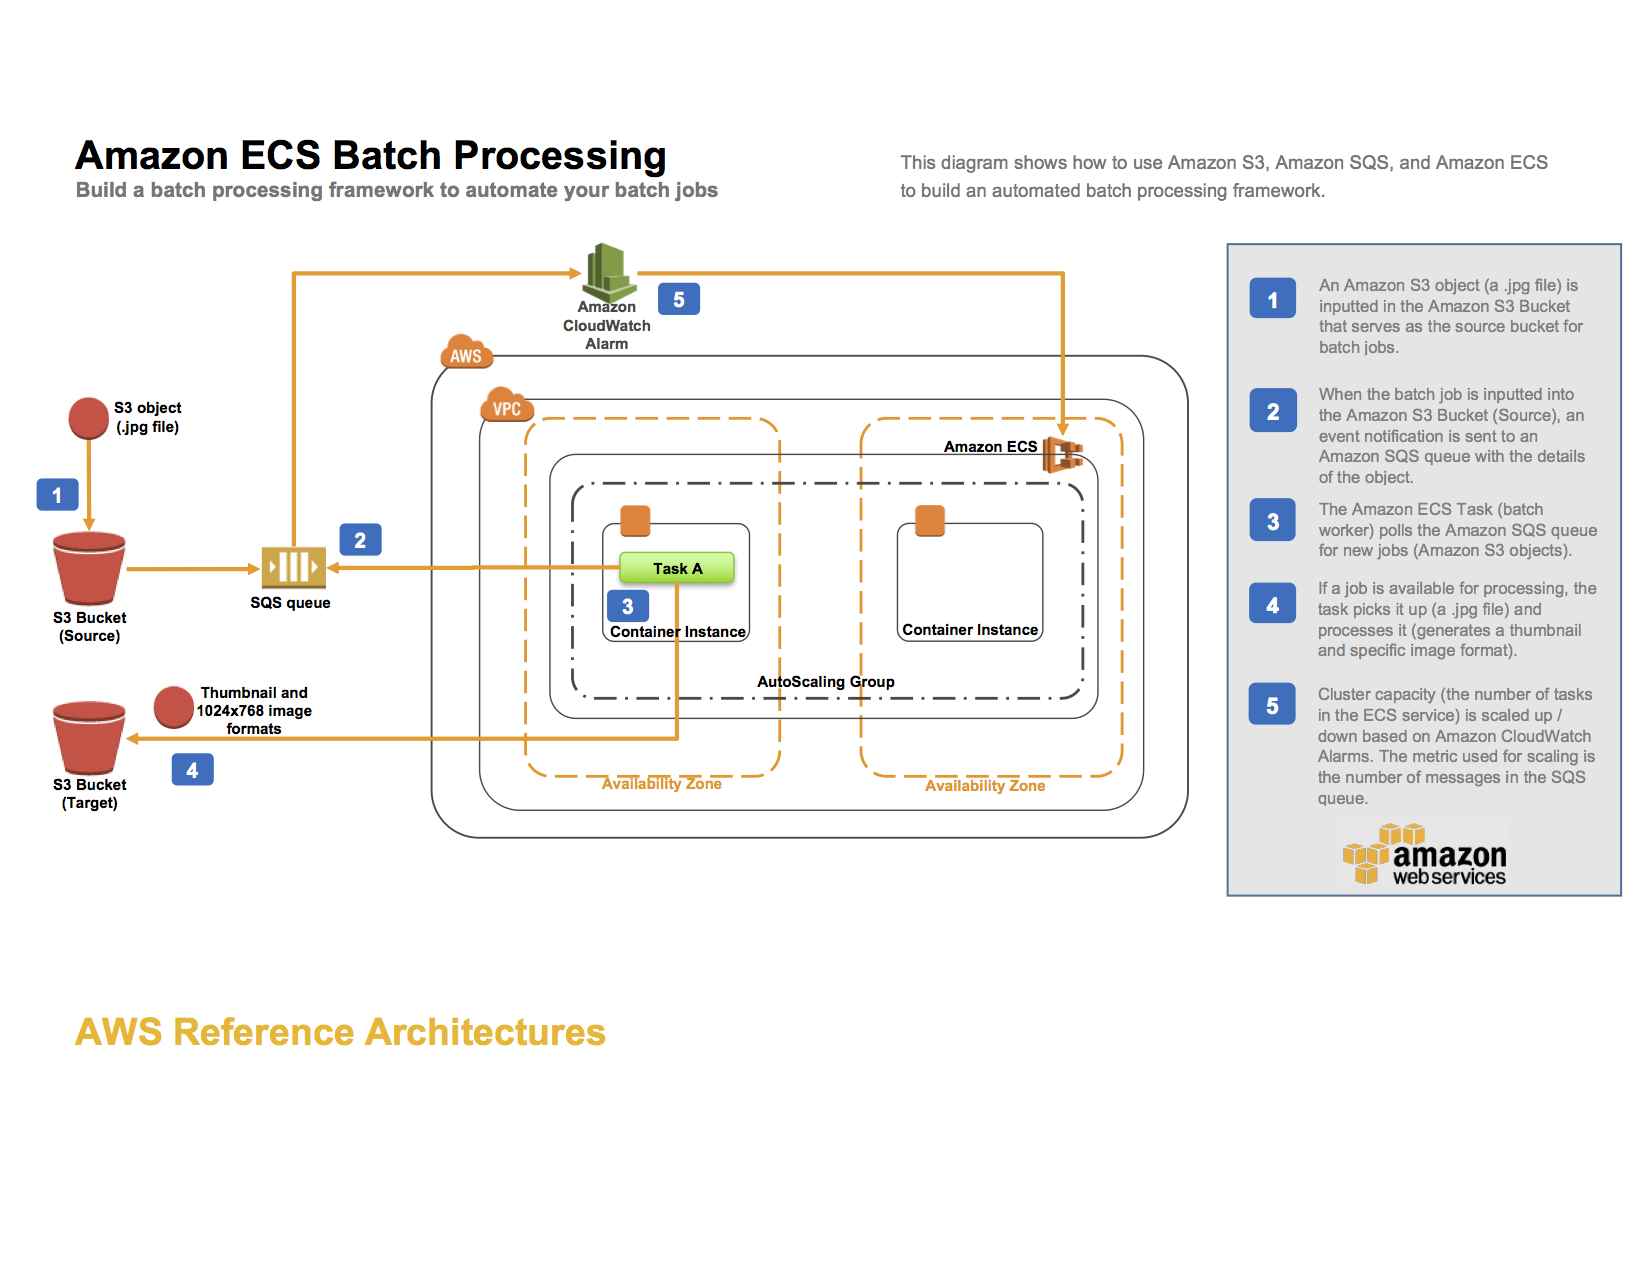 Amazon ECS Batch Processing
Build a batch processing framework to automate your batch jobs
This diagram shows how to use Amazon S3, Amazon SQS, and Amazon ECS
to build an automated batch processing framework.
5
Amazon
CloudWatch
Alarm
AWS
VPC
S3 object
(.jpg file)
1
S3 Bucket
(Source)
2
SQS queue
Amazon ECS
Task A
3
Container Instance
Container Instance
AutoScaling Group
Thumbnail and
1024x768 image
formats
4
S3 Bucket
(Target)
Availability Zone
Availability Zone
1
An Amazon S3 object (a .jpg file) is
inputted in the Amazon S3 Bucket
that serves as the source bucket for
batch jobs.
2
When the batch job is inputted into
the Amazon S3 Bucket (Source), an
event notification is sent to an
Amazon SQS queue with the details
of the object.
3
The Amazon ECS Task (batch
worker) polls the Amazon SQS queue
for new jobs (Amazon S3 objects).
4
If a job is available for processing, the
task picks it up (a .jpg file) and
processes it (generates a thumbnail
and specific image format).
5
Cluster capacity (the number of tasks
in the ECS service) is scaled up /
down based on Amazon CloudWatch
Alarms. The metric used for scaling is
the number of messages in the SQS
queue.
amazon
web services
AWS Reference Architectures